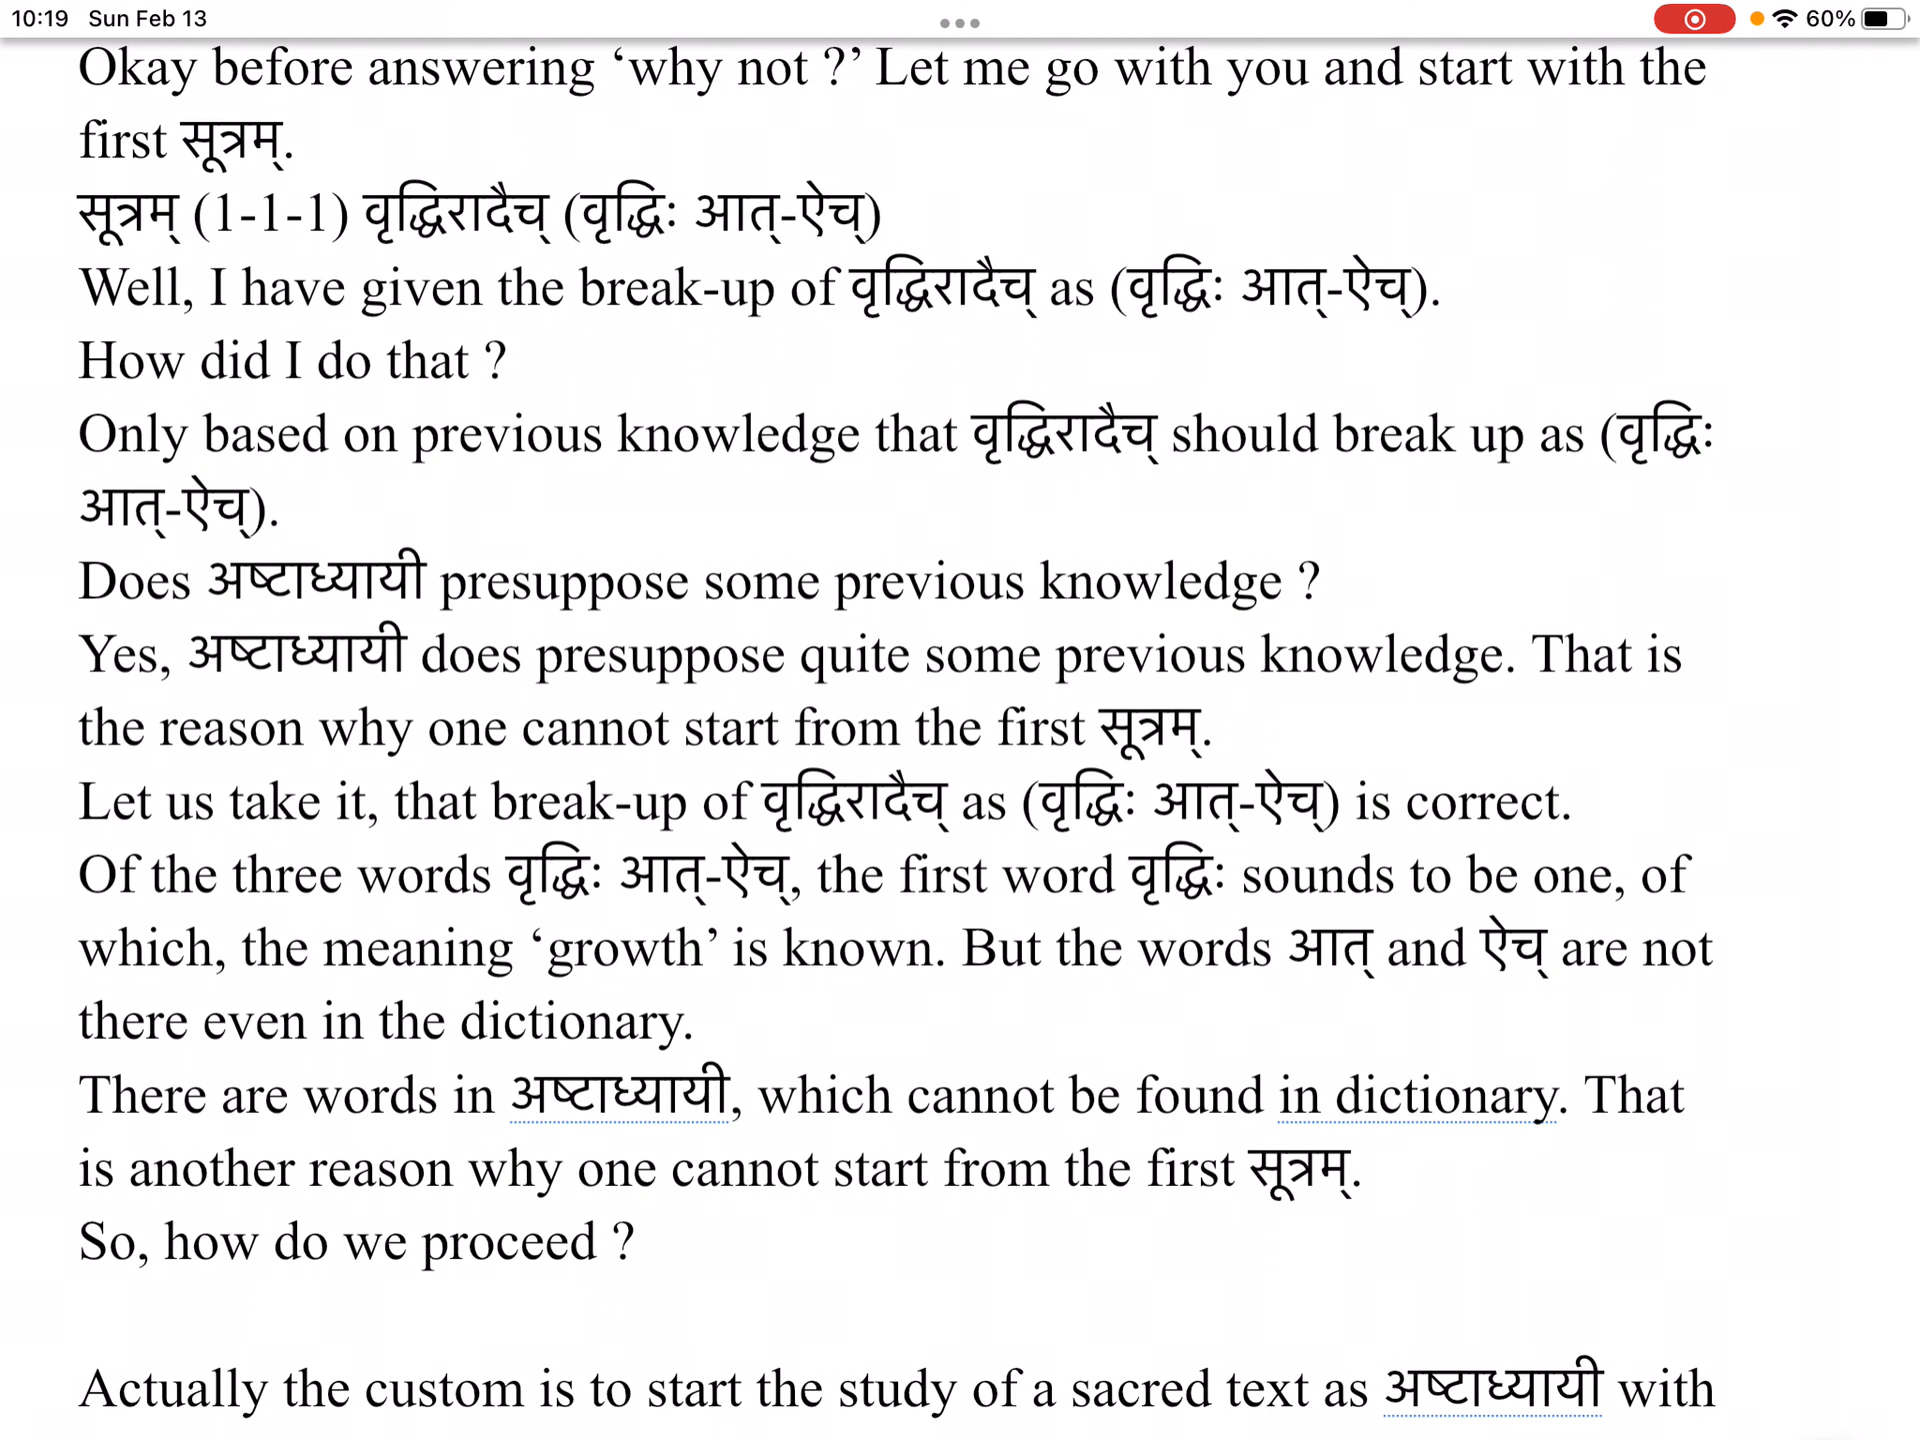 10:19 Sun Feb 13 60%
Okay before answering ‘why not ?’ Let me go with you and start with the
first सूत्रम्.
सूत्रम् (1-1-1) वृद्धिरादैच् (वृद्धिः आत्-ऐच्)
Well, I have given the break-up of वृद्धिरादैच् as (वृद्धिः आत्-ऐच्).
How did I do that ?
Only based on previous knowledge that वृद्धिरादैच् should break up as (वृद्धिः
आत्-ऐच्).
Does अष्टाध्यायी presuppose some previous knowledge ?
Yes, अष्टाध्यायी does presuppose quite some previous knowledge. That is
the reason why one cannot start from the first सूत्रम्.
Let us take it, that break-up of वृद्धिरादैच् as (वृद्धिः आत्-ऐच्) is correct.
Of the three words वृद्धिः आत्-ऐच्, the first word वृद्धिः sounds to be one, of
which, the meaning ‘growth’ is known. But the words आत् and ऐच् are not
there even in the dictionary.
There are words in अष्टाध्यायी, which cannot be found in dictionary. That
is another reason why one cannot start from the first सूत्रम्.
So, how do we proceed ?
Actually the custom is to start the study of a sacred text as अष्टाध्यायी with